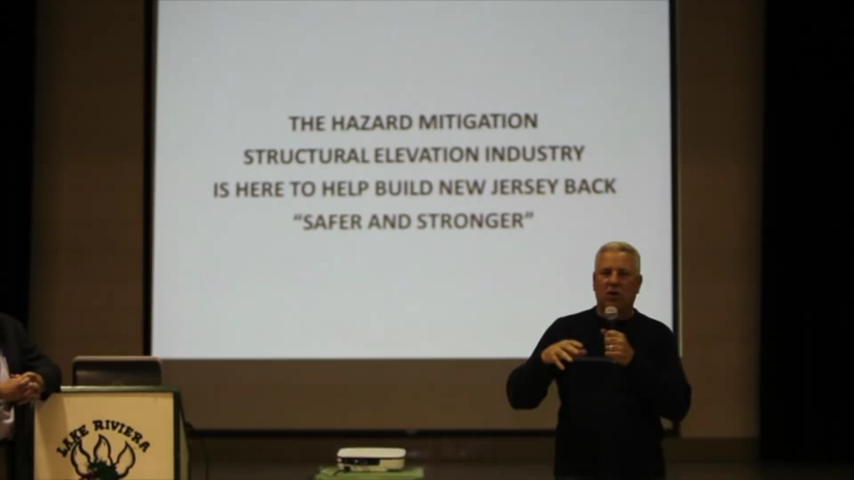 THE HAZARD MITIGATION
STRUCTURAL ELEVATION INDUSTRY
IS HERE TO HELP BUILD NEW JERSEY BACK
“SAFER AND STRONGER”
LAKE RIVIERA